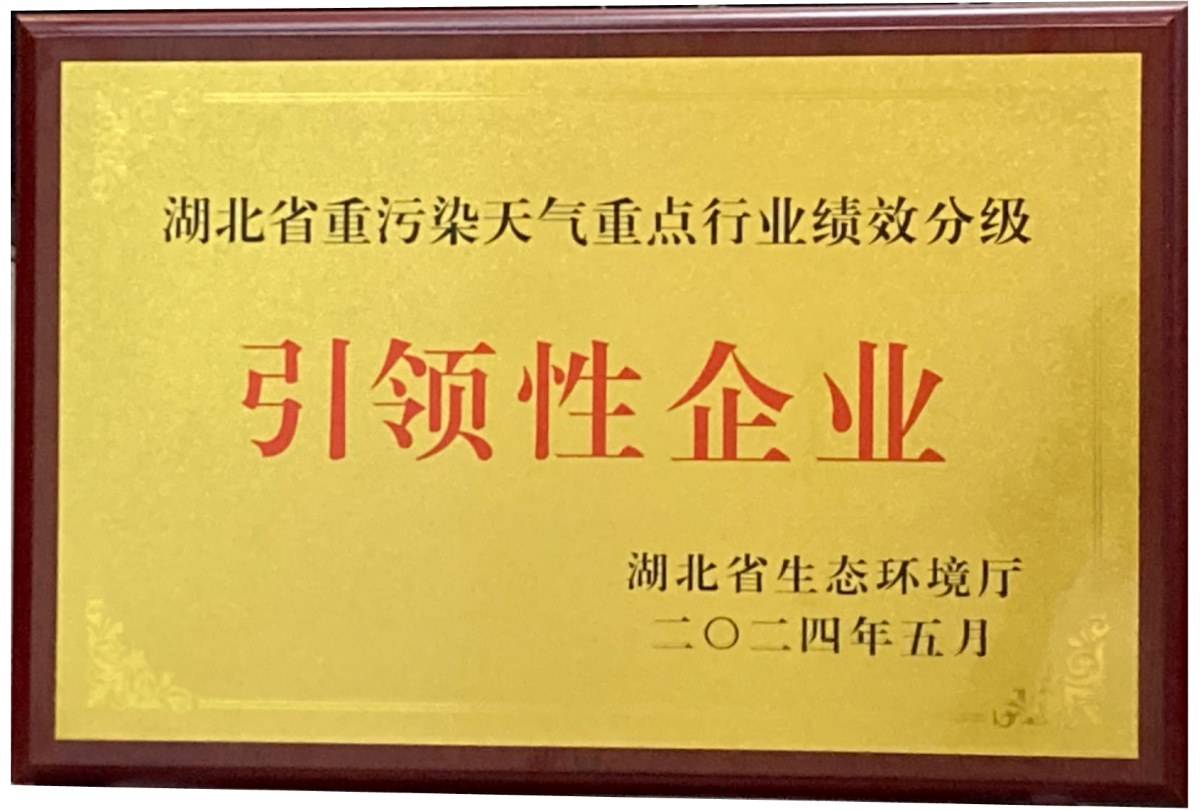 湖北省重污染天气重点行业绩效分级
引领性企业
湖北省生态环境厅
二〇二四年五月